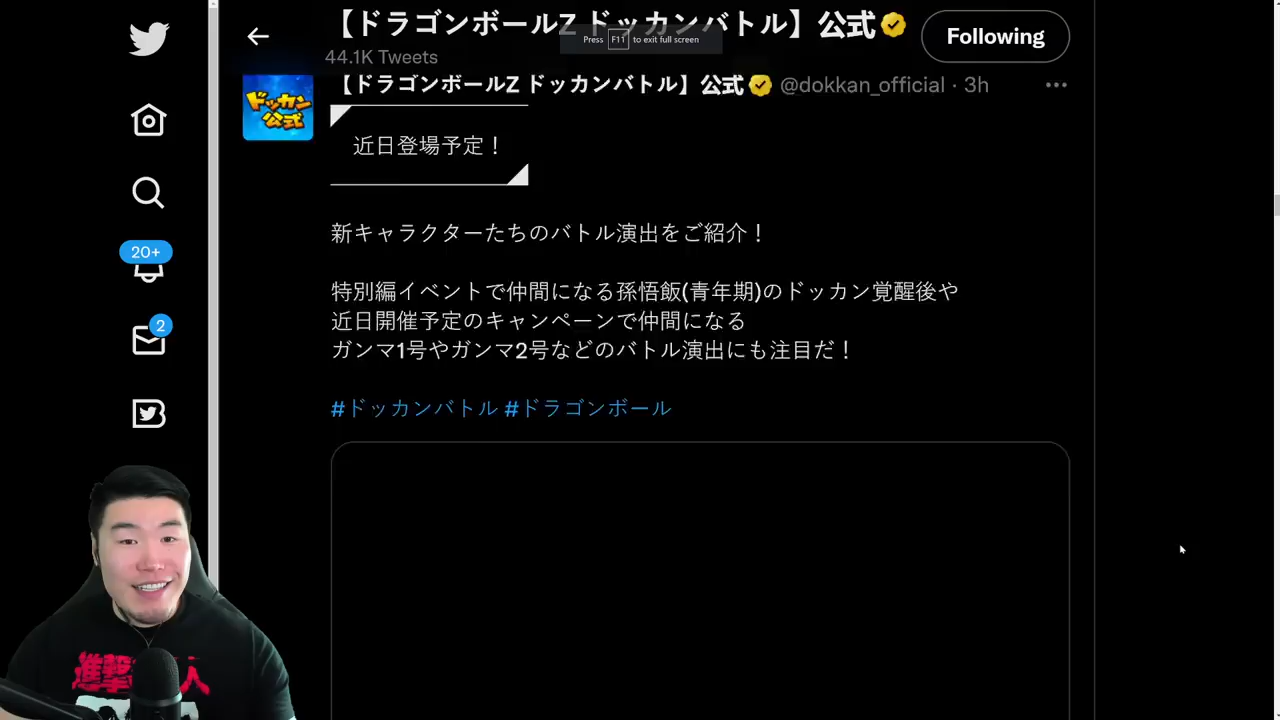 【ドラゴンボールZ ドッカンバトル】公式
Following
Press F11 to exit full screen
44.1K Tweets
【ドラゴンボールZ ドッカンバトル】公式 @dokkan_official · 3h
ドッカン
公式
近日登場予定！
新キャラクターたちのバトル演出をご紹介！
20+
特別編イベントで仲間になる孫悟飯(青年期)のドッカン覚醒後や
近日開催予定のキャンペーンで仲間になる
ガンマ1号やガンマ2号などのバトル演出にも注目だ！
2
#ドッカンバトル #ドラゴンボール
進撃 人